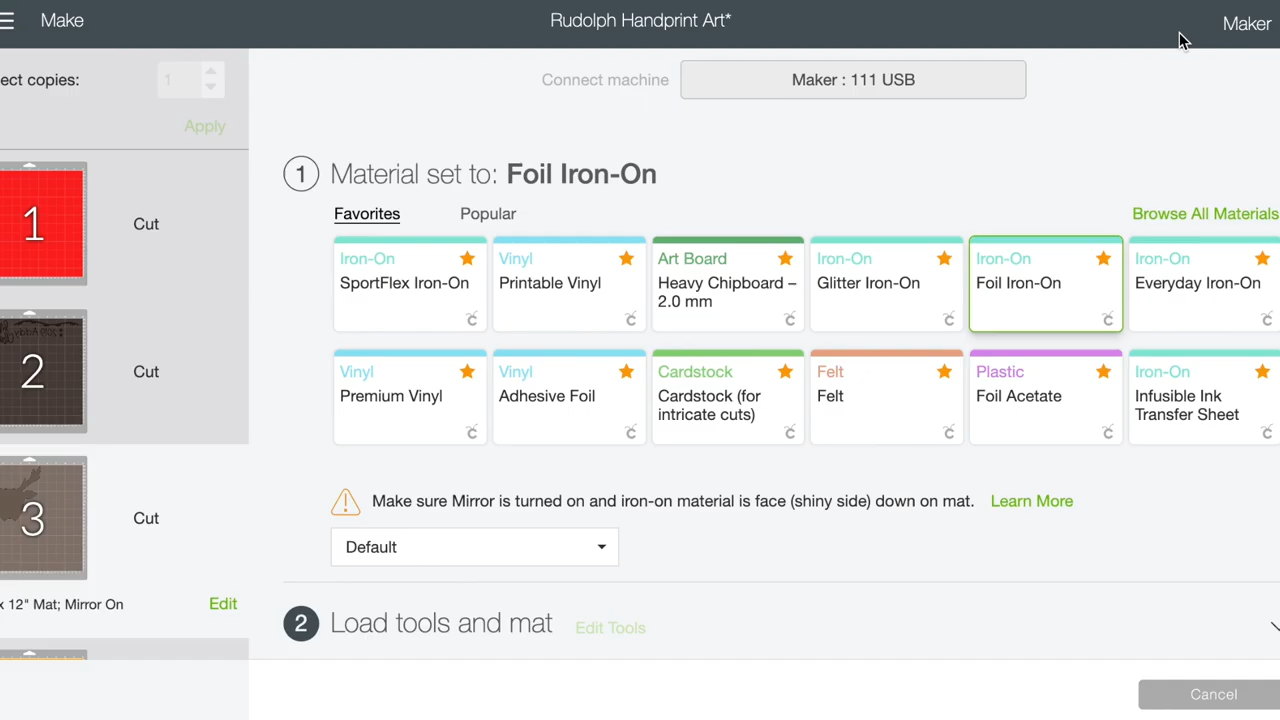 Make Rudolph Handprint Art* Maker
ect copies: 1
Apply
Connect machine Maker : 111 USB
1 Cut
2 Cut
3 Cut
x 12" Mat; Mirror On Edit
1 Material set to: Foil Iron-On
Favorites Popular Browse All Materials
Iron-On
SportFlex Iron-On
Vinyl
Printable Vinyl
Art Board
Heavy Chipboard –
2.0 mm
Iron-On
Glitter Iron-On
Iron-On
Foil Iron-On
Iron-On
Everyday Iron-On
Vinyl
Premium Vinyl
Vinyl
Adhesive Foil
Cardstock
Cardstock (for
intricate cuts)
Felt
Felt
Plastic
Foil Acetate
Iron-On
Infusible Ink
Transfer Sheet
Make sure Mirror is turned on and iron-on material is face (shiny side) down on mat. Learn More
Default
2 Load tools and mat Edit Tools
Cancel